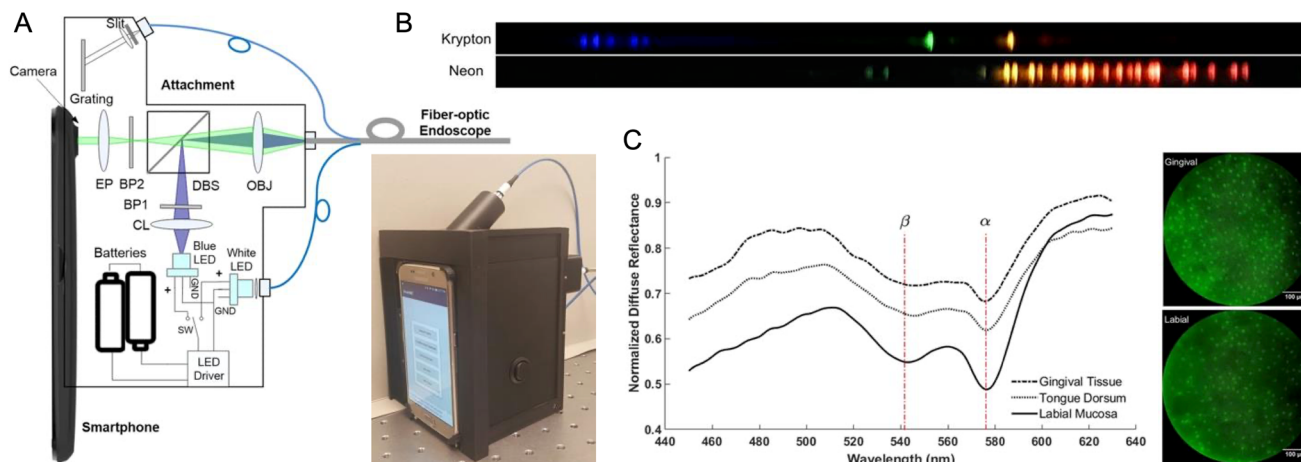 A
Slit
Camera
Attachment
Grating
Fiber-optic
Endoscope
EP
BP2
DBS
OBJ
BP1
CL
Batteries
Blue
LED
White
LED
+
GND
+
GND
SW
LED
Driver
Smartphone
B
Krypton
Neon
C
Normalized Diffuse Reflectance
1
0.9
0.8
0.7
0.6
0.5
0.4
β
α
Gingival Tissue
Tongue Dorsum
Labial Mucosa
440
460
480
500
520
540
560
580
600
620
640
Wavelength (nm)
Gingival
100 µ
Labial
100 µ